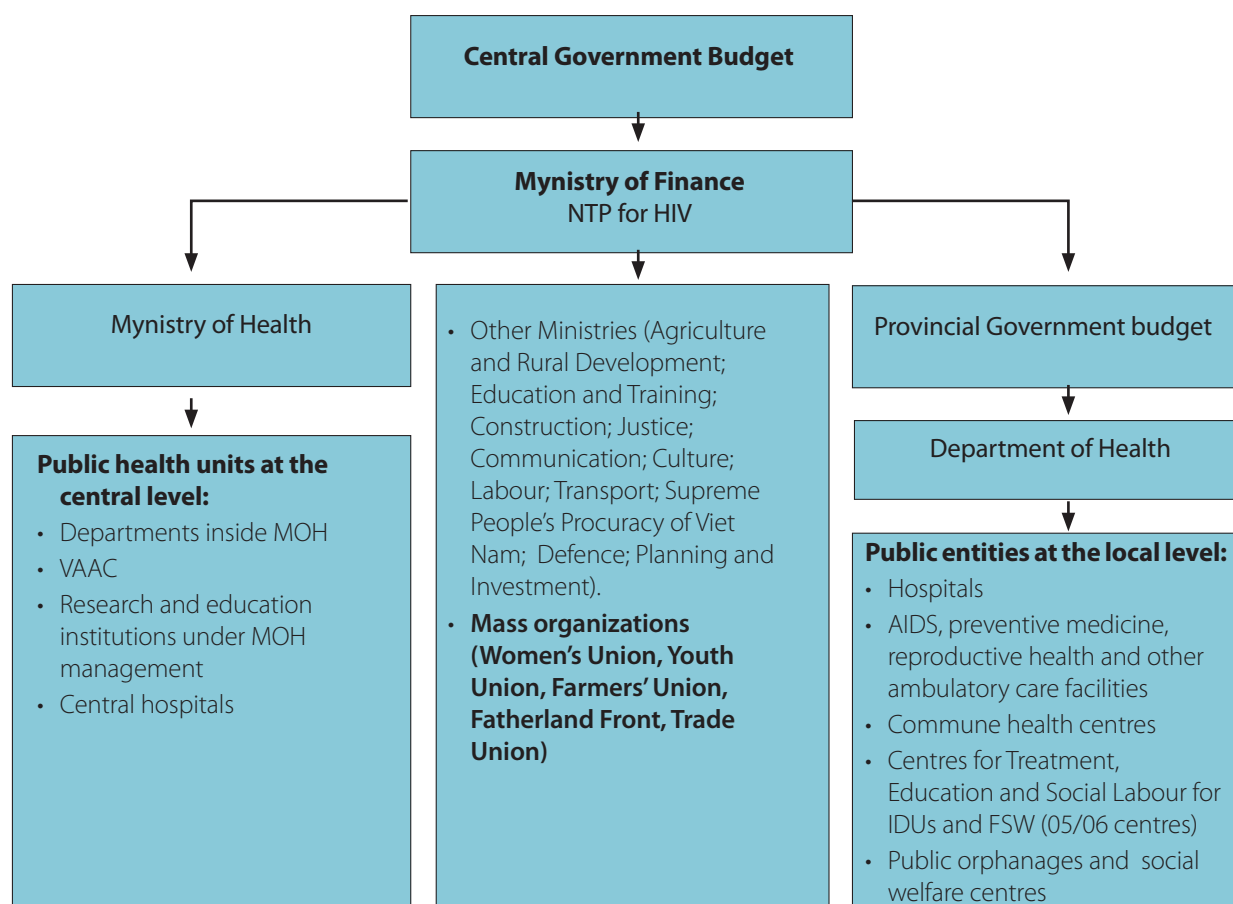 Central Government Budget
Mynistry of Finance
NTP for HIV
Mynistry of Health
Public health units at the
central level:
• Departments inside MOH
• VAAC
• Research and education
institutions under MOH
management
• Central hospitals
• Other Ministries (Agriculture
and Rural Development;
Education and Training;
Construction; Justice;
Communication; Culture;
Labour; Transport; Supreme
People’s Procuracy of Viet
Nam; Defence; Planning and
Investment).
• Mass organizations
(Women’s Union, Youth
Union, Farmers’ Union,
Fatherland Front, Trade
Union)
Provincial Government budget
Department of Health
Public entities at the local level:
• Hospitals
• AIDS, preventive medicine,
reproductive health and other
ambulatory care facilities
• Commune health centres
• Centres for Treatment,
Education and Social Labour for
IDUs and FSW (05/06 centres)
• Public orphanages and social
welfare centres